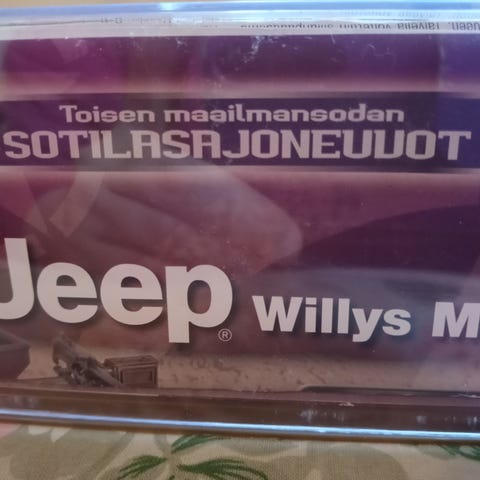 Toisen maailmansodan
SOTILASAJONEUVOT
Jeep® Willys M